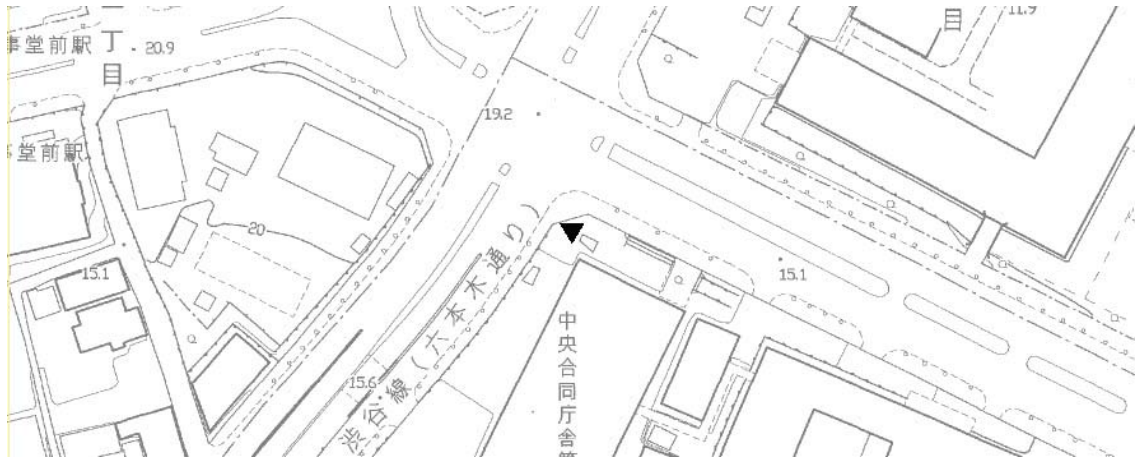 丁目
事堂前駅
20.9
堂前駅
目
11.9
19.2
20
15.1
15.1
15.6
渋谷線(六本木通り)
中央合同庁舎第